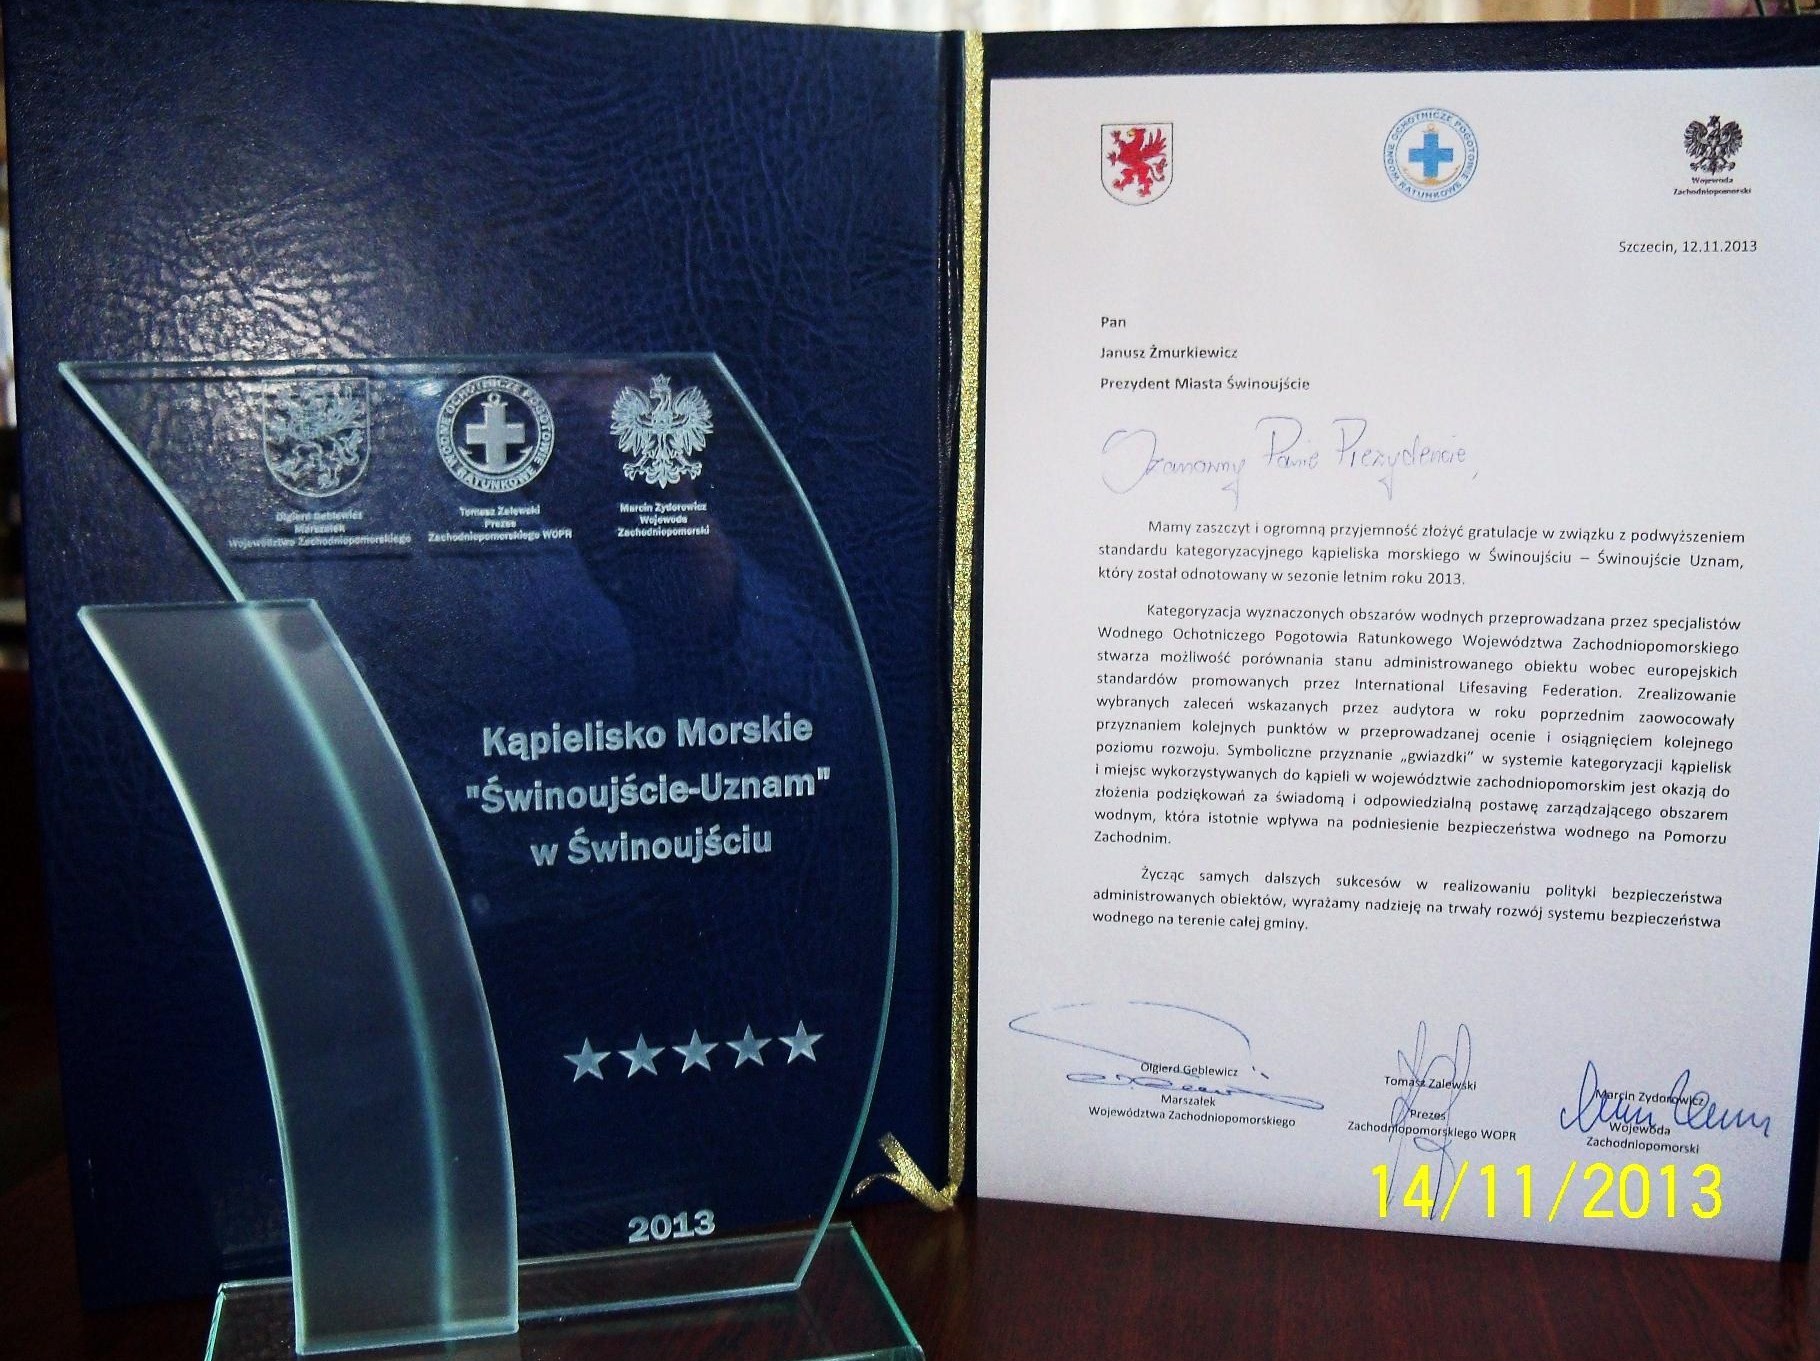 WODNE OCHOTNICZE POGOTOWIE RATUNKOWE
Olgierd Geblewicz
Marszałek
Województwa Zachodniopomorskiego
Tomasz Zalewski
Prezes
Zachodniopomorskiego WOPR
Marcin Zydorowicz
Wojewoda
Zachodniopomorski
Kąpielisko Morskie
"Świnoujście-Uznam"
w Świnoujściu
2013
WODNE OCHOTNICZE POGOTOWIE RATUNKOWE
Wojewoda
Zachodniopomorski
Szczecin, 12.11.2013
Pan
Janusz Żmurkiewicz
Prezydent Miasta Świnoujście
Szanowny Panie Prezydencie,
Mamy zaszczyt i ogromną przyjemność złożyć gratulacje w związku z podwyższeniem
standardu kategoryzacyjnego kąpieliska morskiego w Świnoujściu – Świnoujście Uznam,
który został odnotowany w sezonie letnim roku 2013.
Kategoryzacja wyznaczonych obszarów wodnych przeprowadzana przez specjalistów
Wodnego Ochotniczego Pogotowia Ratunkowego Województwa Zachodniopomorskiego
stwarza możliwość porównania stanu administrowanego obiektu wobec europejskich
standardów promowanych przez International Lifesaving Federation. Zrealizowanie
wybranych zaleceń wskazanych przez audytora w roku poprzednim zaowocowały
przyznaniem kolejnych punktów w przeprowadzanej ocenie i osiągnięciem kolejnego
poziomu rozwoju. Symboliczne przyznanie „gwiazdki” w systemie kategoryzacji kąpielisk
i miejsc wykorzystywanych do kąpieli w województwie zachodniopomorskim jest okazją do
złożenia podziękowań za świadomą i odpowiedzialną postawę zarządzającego obszarem
wodnym, która istotnie wpływa na podniesienie bezpieczeństwa wodnego na Pomorzu
Zachodnim.
Życząc samych dalszych sukcesów w realizowaniu polityki bezpieczeństwa
administrowanych obiektów, wyrażamy nadzieję na trwały rozwój systemu bezpieczeństwa
wodnego na terenie całej gminy.
Olgierd Geblewicz
Marszałek
Województwa Zachodniopomorskiego
Tomasz Zalewski
Prezes
Zachodniopomorskiego WOPR
Marcin Zydorowicz
Wojewoda
Zachodniopomorski
14/11/2013